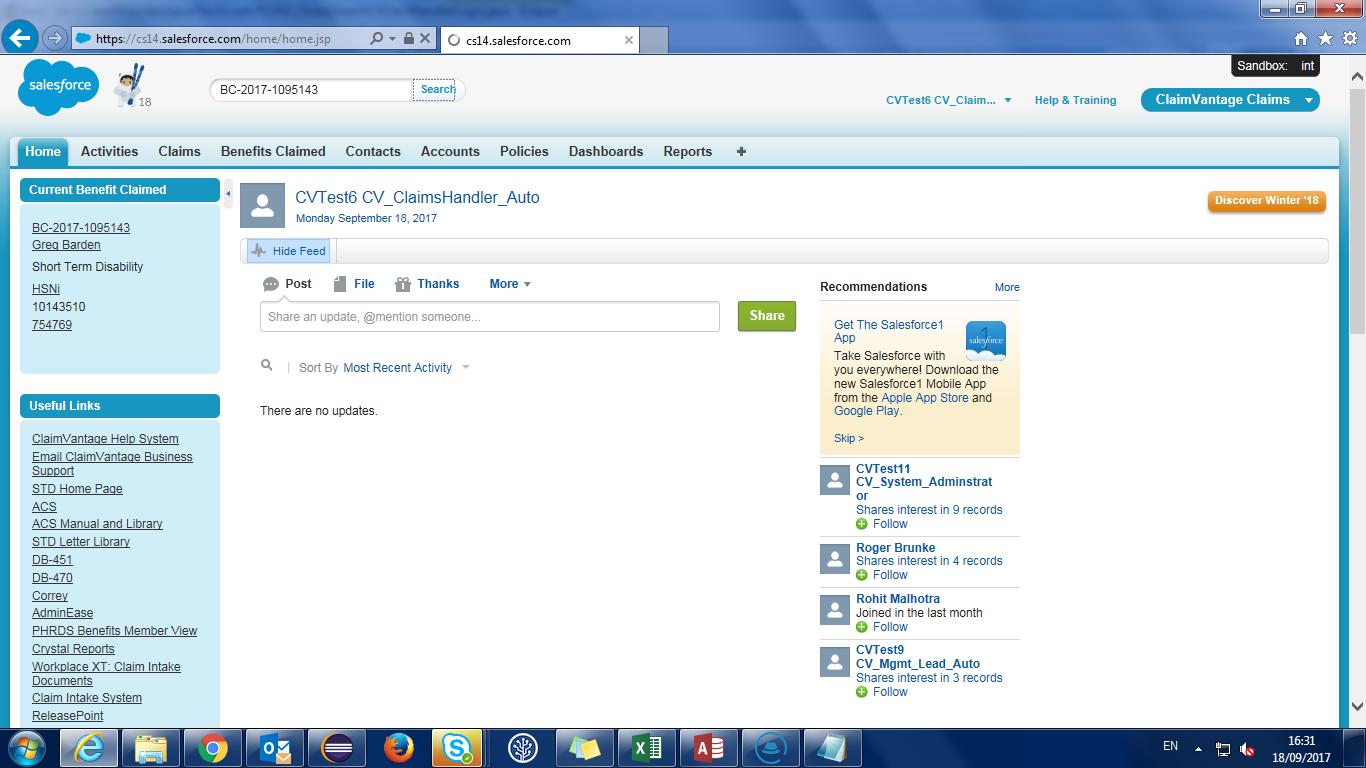 https://cs14.salesforce.com/home/home.jsp
cs14.salesforce.com
Sandbox: int
salesforce
18
BC-2017-1095143
Search
CVTest6 CV_Claim...
Help & Training
ClaimVantage Claims
Home
Activities
Claims
Benefits Claimed
Contacts
Accounts
Policies
Dashboards
Reports
Current Benefit Claimed
BC-2017-1095143
Greg Barden
Short Term Disability
HSNi
10143510
754769
Useful Links
ClaimVantage Help System
Email ClaimVantage Business
Support
STD Home Page
ACS
ACS Manual and Library
STD Letter Library
DB-451
DB-470
Correy
AdminEase
PHRDS Benefits Member View
Crystal Reports
Workplace XT: Claim Intake
Documents
Claim Intake System
ReleasePoint
CVTest6 CV_ClaimsHandler_Auto
Monday September 18, 2017
Discover Winter '18
Hide Feed
Post
File
Thanks
More
Share an update, @mention someone...
Share
Sort By Most Recent Activity
There are no updates.
Recommendations
More
Get The Salesforce1
App
salesforce
1
Take Salesforce with
you everywhere! Download the
new Salesforce1 Mobile App
from the Apple App Store and
Google Play.
Skip >
CVTest11
CV_System_Adminstrat
or
Shares interest in 9 records
Follow
Roger Brunke
Shares interest in 4 records
Follow
Rohit Malhotra
Joined in the last month
Follow
CVTest9
CV_Mgmt_Lead_Auto
Shares interest in 3 records
Follow
EN
16:31
18/09/2017